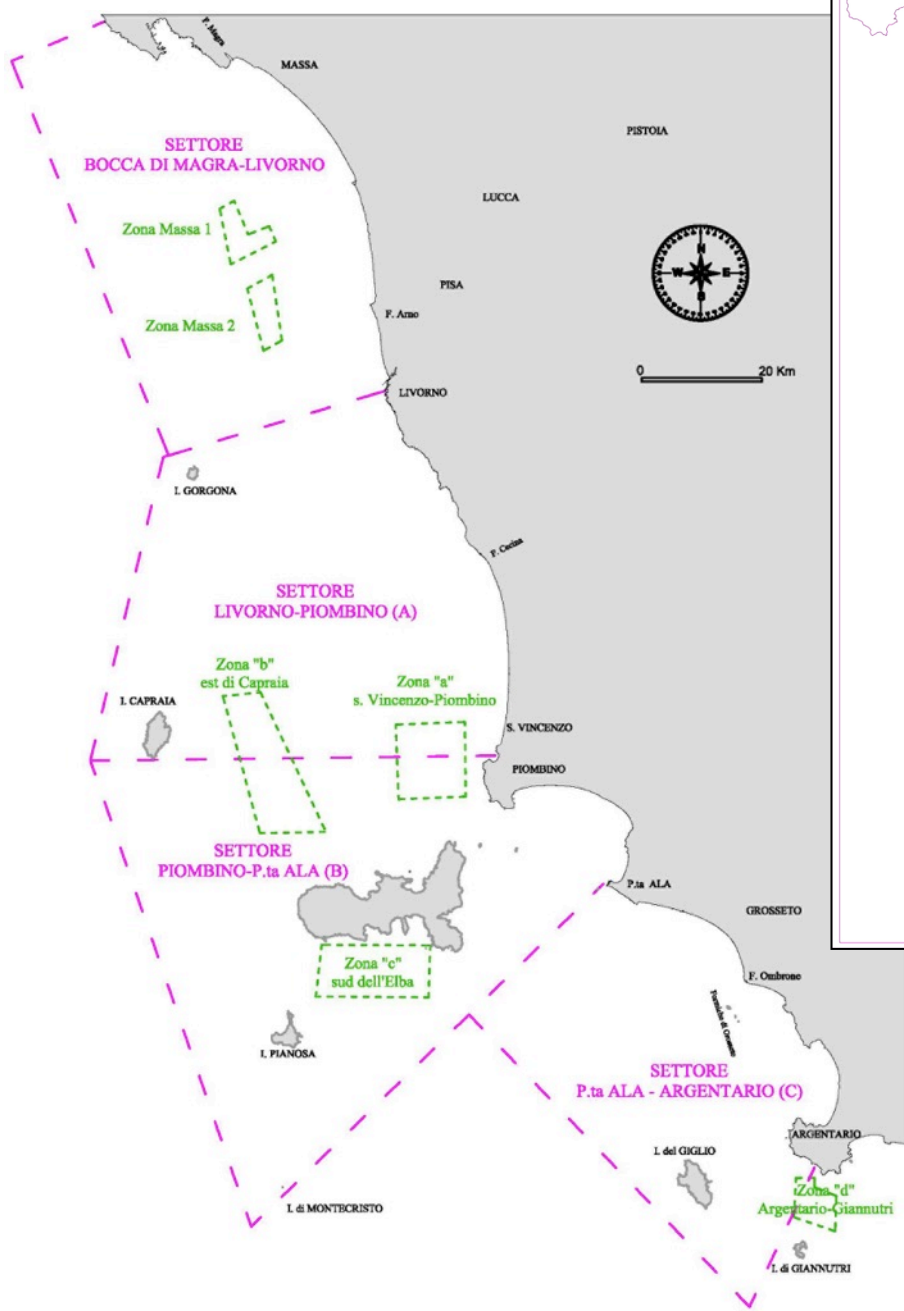 F. Magra
MASSA
PISTOIA
SETTORE
BOCCA DI MAGRA-LIVORNO
LUCCA
Zona Massa 1
N
W
E
S
PISA
F. Arno
Zona Massa 2
0
20 Km
LIVORNO
I. GORGONA
F. Cecina
SETTORE
LIVORNO-PIOMBINO (A)
Zona "b"
est di Capraia
Zona "a"
s. Vincenzo-Piombino
I. CAPRAIA
S. VINCENZO
PIOMBINO
SETTORE
PIOMBINO-P.ta ALA (B)
P.ta ALA
GROSSETO
Zona "c"
sud dell'Elba
F. Ombrone
Formiche di Grosseto
I. PIANOSA
SETTORE
P.ta ALA - ARGENTARIO (C)
ARGENTARIO
I. del GIGLIO
Zona "d"
Argentario-Giannutri
I. di MONTECRISTO
I. di GIANNUTRI